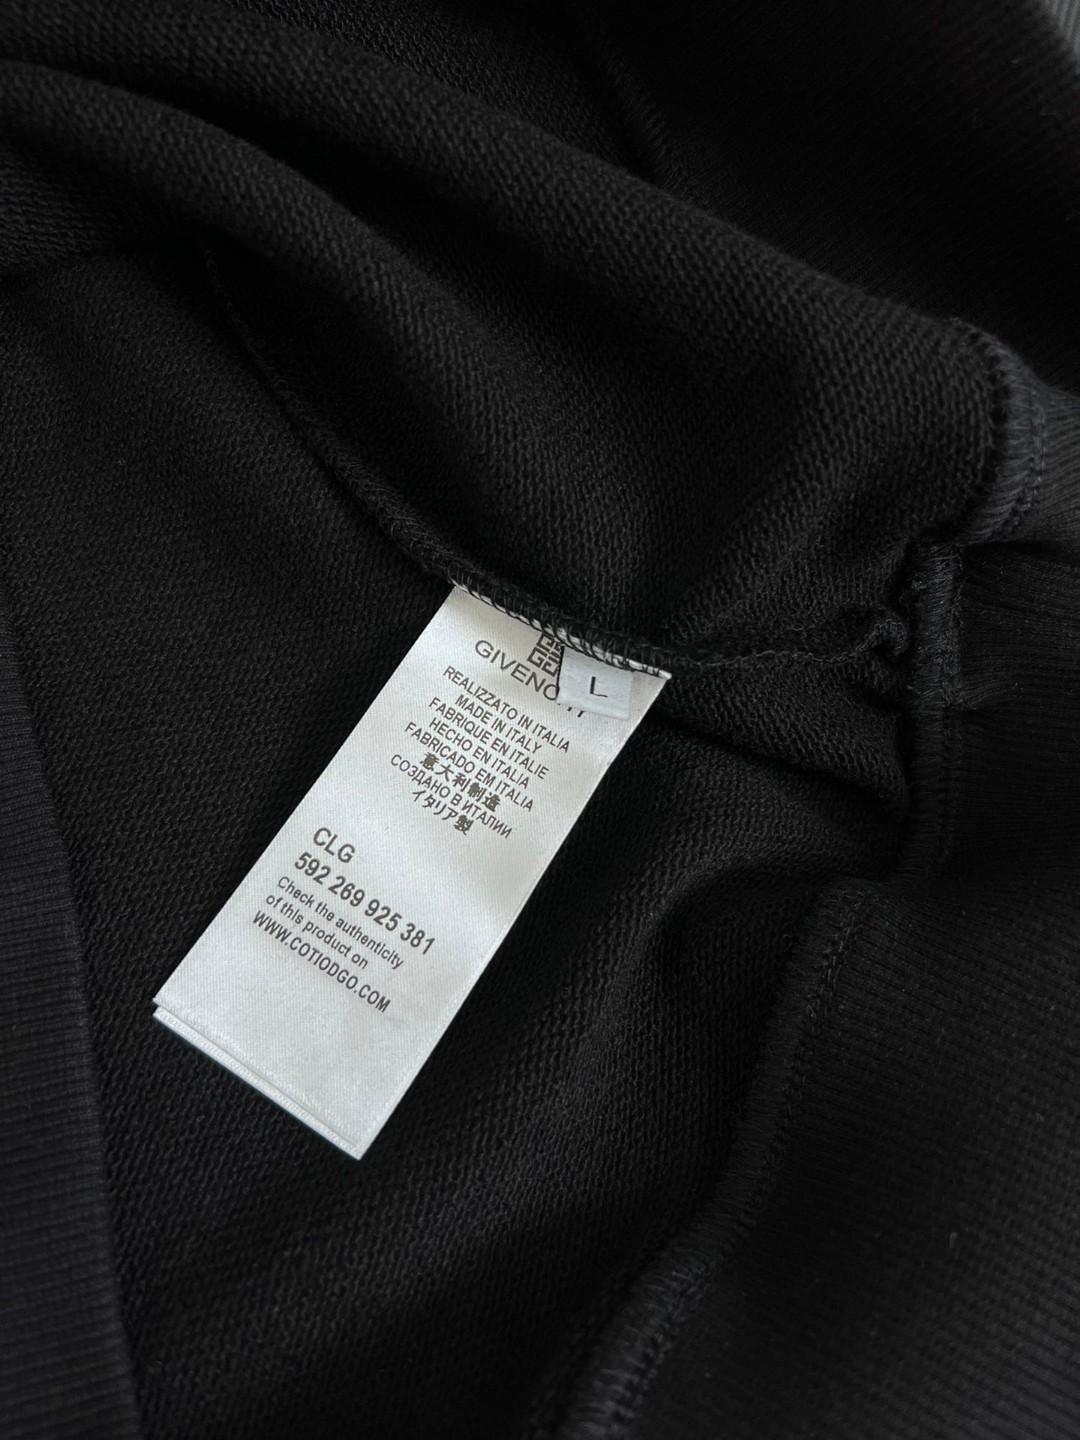 GIVENCHY
L
REALIZZATO IN ITALIA
MADE IN ITALY
FABRIQUE EN ITALIE
HECHO EN ITALIA
FABRICADO EM ITALIA
意大利制造
СОЗДАНО В ИТАЛИИ
イタリア製
CLG
592 269 925 381
Check the authenticity
of this product on
WWW.COTIODGO.COM